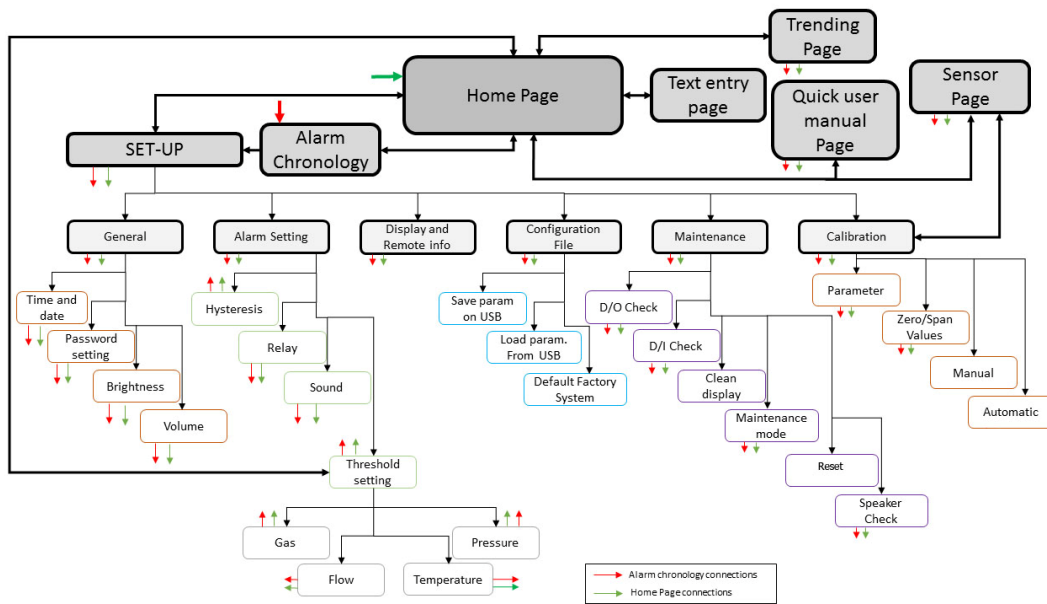 Trending
Page
Home Page
Text entry
page
Quick user
manual
Page
Sensor
Page
SET-UP
Alarm
Chronology
General
Alarm Setting
Display and
Remote info
Configuration
File
Maintenance
Calibration
Time and
date
Password
setting
Brightness
Volume
Hysteresis
Relay
Sound
Threshold
setting
Gas
Flow
Temperature
Pressure
Save param
on USB
Load param.
From USB
Default Factory
System
D/O Check
D/I Check
Clean
display
Maintenance
mode
Reset
Speaker
Check
Parameter
Zero/Span
Values
Manual
Automatic
Alarm chronology connections
Home Page connections